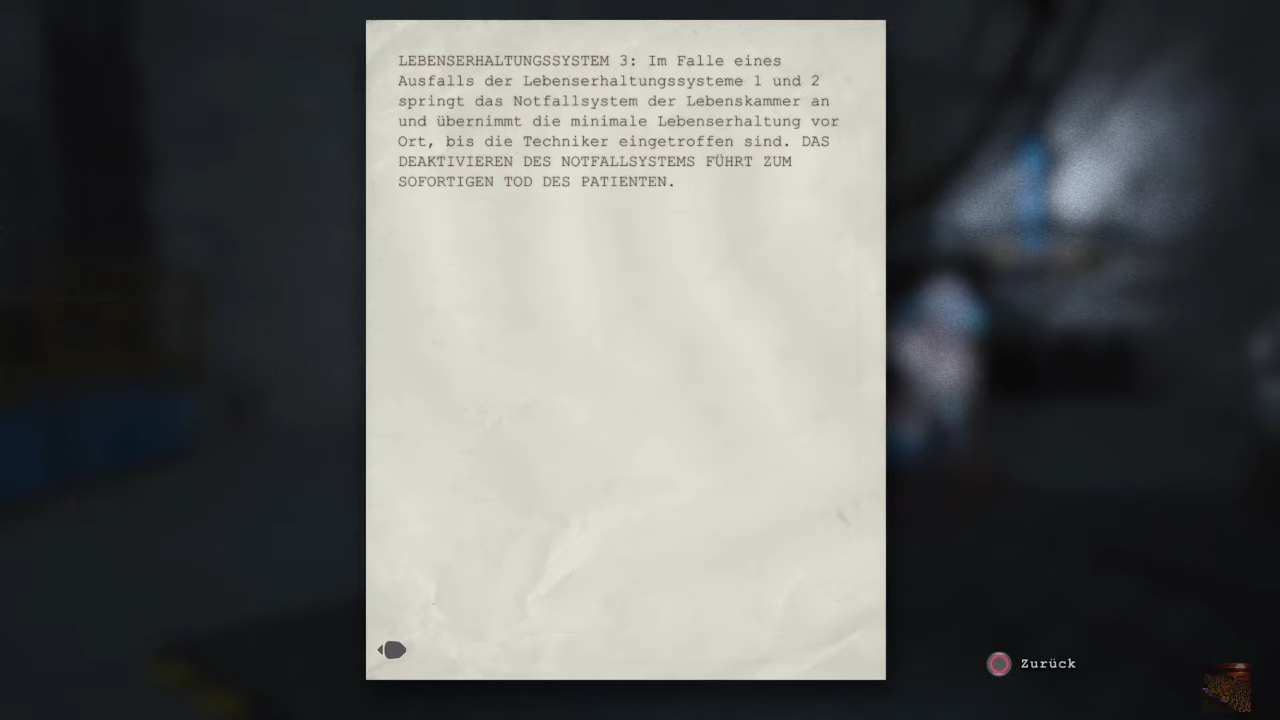 LEBENSERHALTUNGSSYSTEM 3: Im Falle eines
Ausfalls der Lebenserhaltungssysteme 1 und 2
springt das Notfallsystem der Lebenskammer an
und übernimmt die minimale Lebenserhaltung vor
Ort, bis die Techniker eingetroffen sind. DAS
DEAKTIVIEREN DES NOTFALLSYSTEMS FÜHRT ZUM
SOFORTIGEN TOD DES PATIENTEN.
Zurück